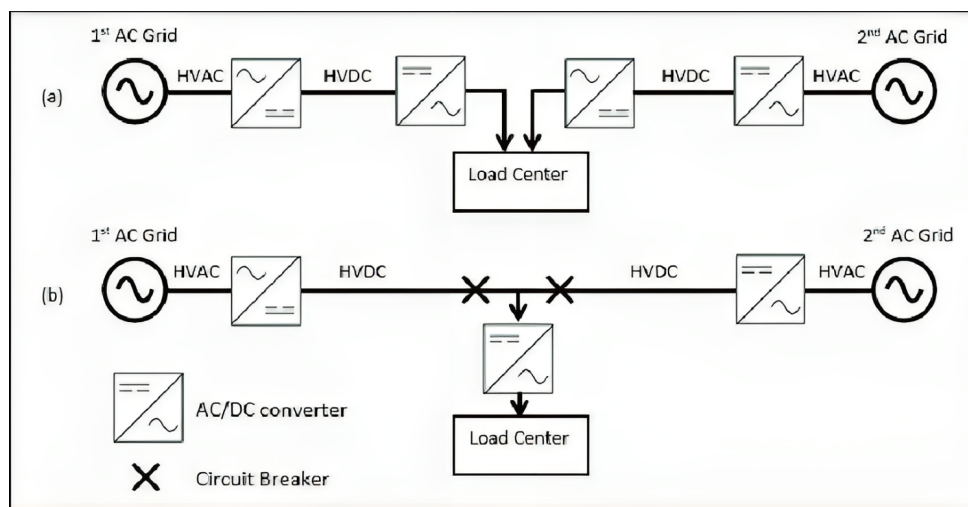 1st AC Grid
2nd AC Grid
HVAC
HVDC
HVDC
HVAC
(a)
Load Center
1st AC Grid
2nd AC Grid
HVAC
HVDC
HVDC
HVAC
(b)
AC/DC converter
Load Center
Circuit Breaker